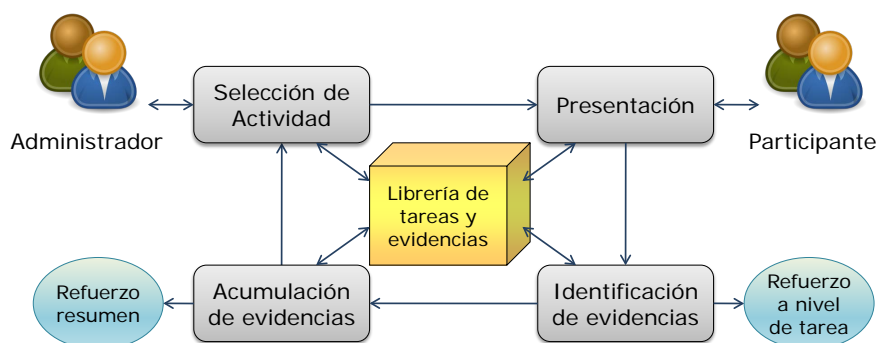 Selección de
Actividad
Presentación
Administrador
Participante
Librería de
tareas y
evidencias
Refuerzo
resumen
Acumulación
de evidencias
Identificación
de evidencias
Refuerzo
a nivel
de tarea